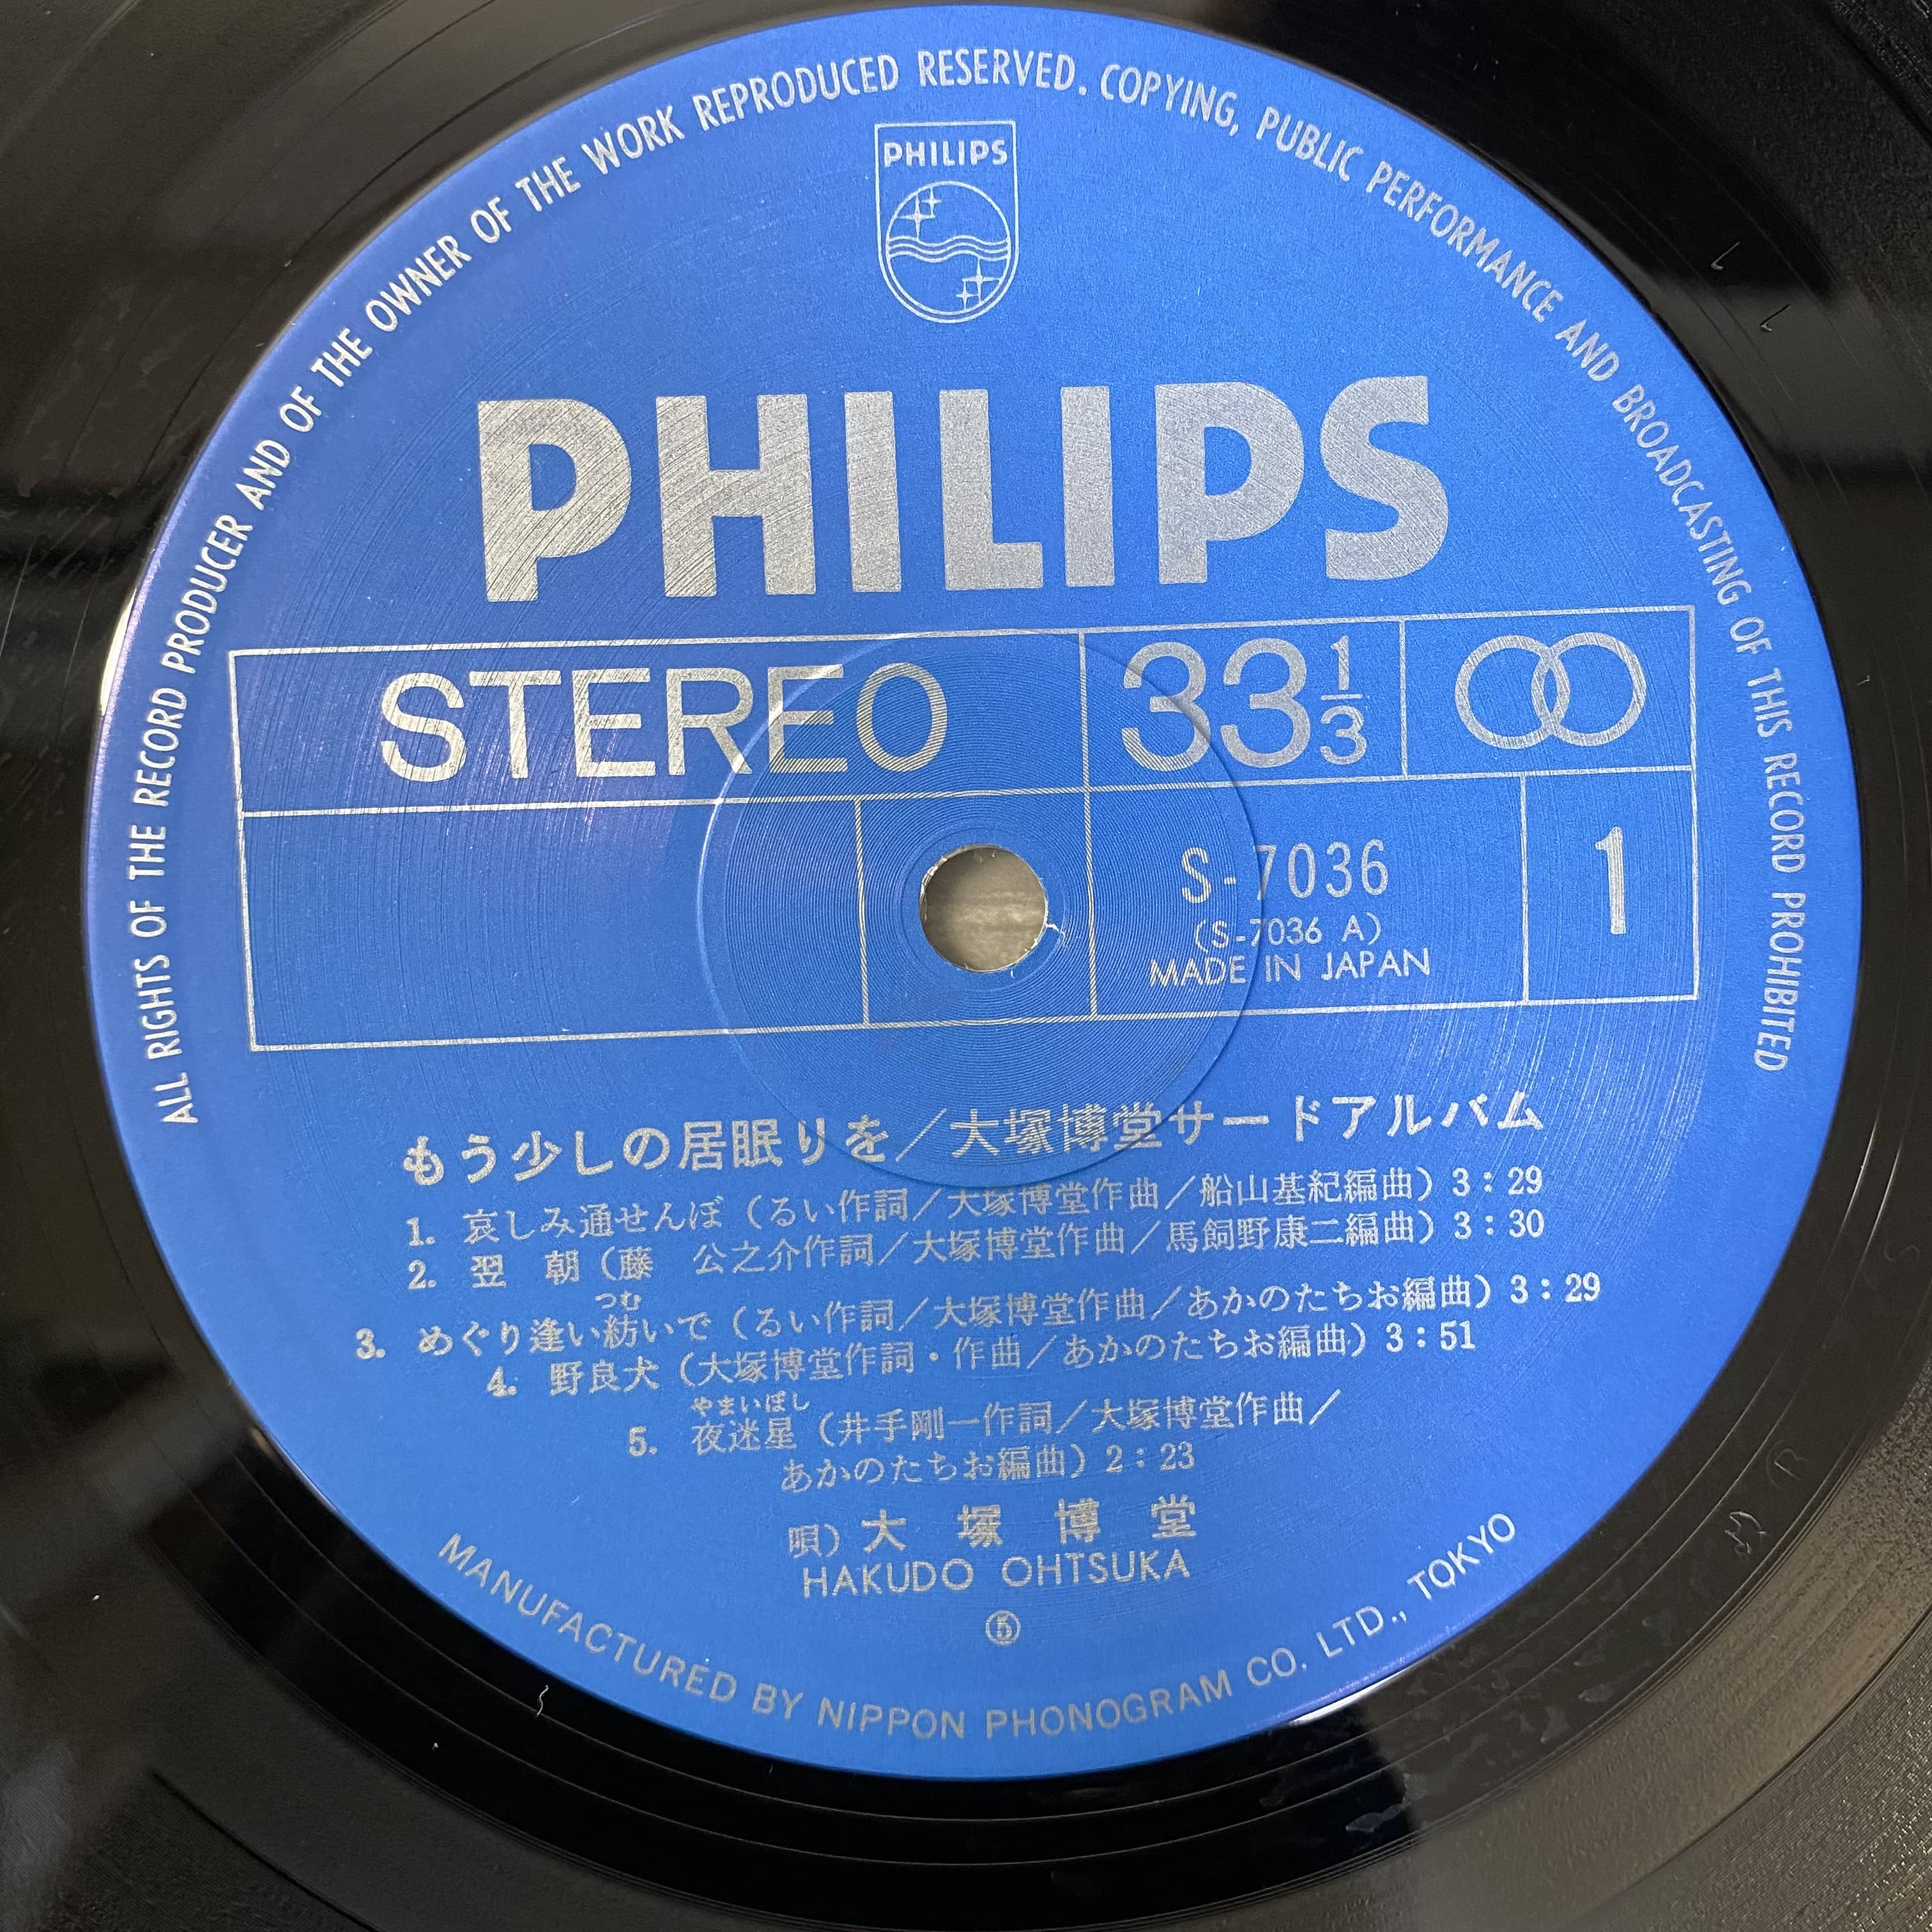 ALL RIGHTS OF THE RECORD PRODUCER AND OF THE OWNER OF THE WORK REPRODUCED RESERVED. COPYING, PUBLIC PERFORMANCE AND BROADCASTING OF THIS RECORD PROHIBITED
PHILIPS
PHILIPS
STEREO 33 1/3
S-7036 1
(S-7036 A)
MADE IN JAPAN
もう少しの居眠りを/大塚博堂サードアルバム
1. 哀しみ通せんぼ(るい作詞/大塚博堂作曲/船山基紀編曲)3:29
2. 翌 朝(藤 公之介作詞/大塚博堂作曲/馬飼野康二編曲)3:30
つむ
3. めぐり逢い紡いで(るい作詞/大塚博堂作曲/あかのたちお編曲)3:29
4. 野良犬(大塚博堂作詞・作曲/あかのたちお編曲)3:51
やまいぼし
5. 夜迷星(井手剛一作詞/大塚博堂作曲/
あかのたちお編曲)2:23
唄)大 塚 博 堂
HAKUDO OHTSUKA
⑤
MANUFACTURED BY NIPPON PHONOGRAM CO. LTD., TOKYO